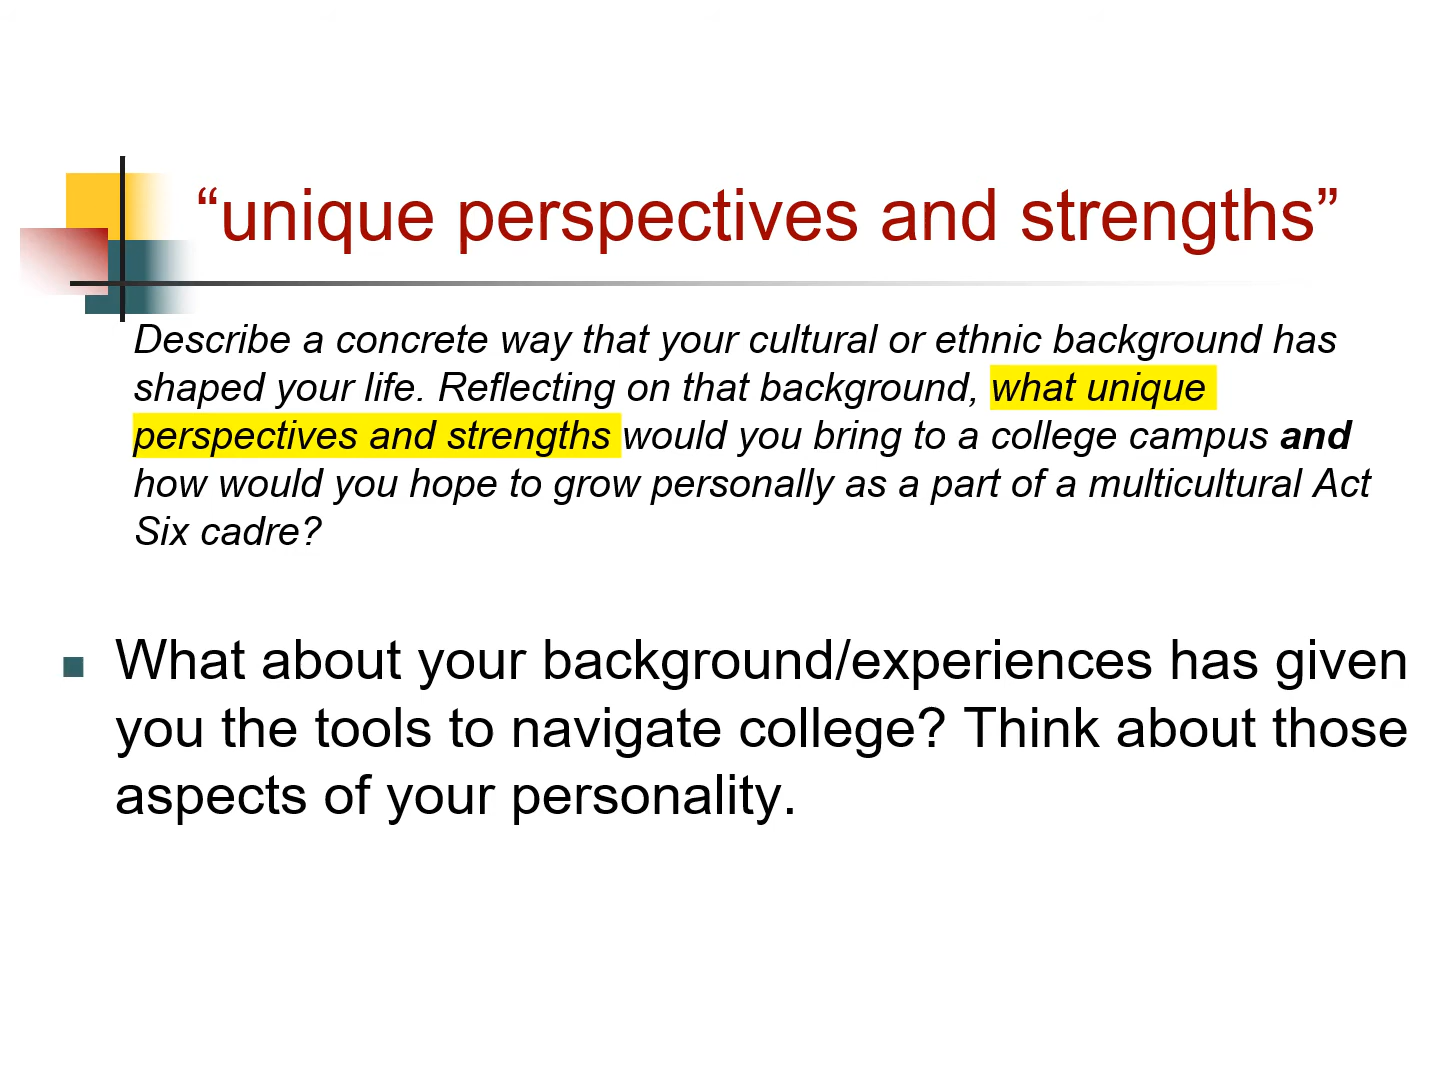 “unique perspectives and strengths”
Describe a concrete way that your cultural or ethnic background has
shaped your life. Reflecting on that background, what unique
perspectives and strengths would you bring to a college campus and
how would you hope to grow personally as a part of a multicultural Act
Six cadre?
What about your background/experiences has given
you the tools to navigate college? Think about those
aspects of your personality.